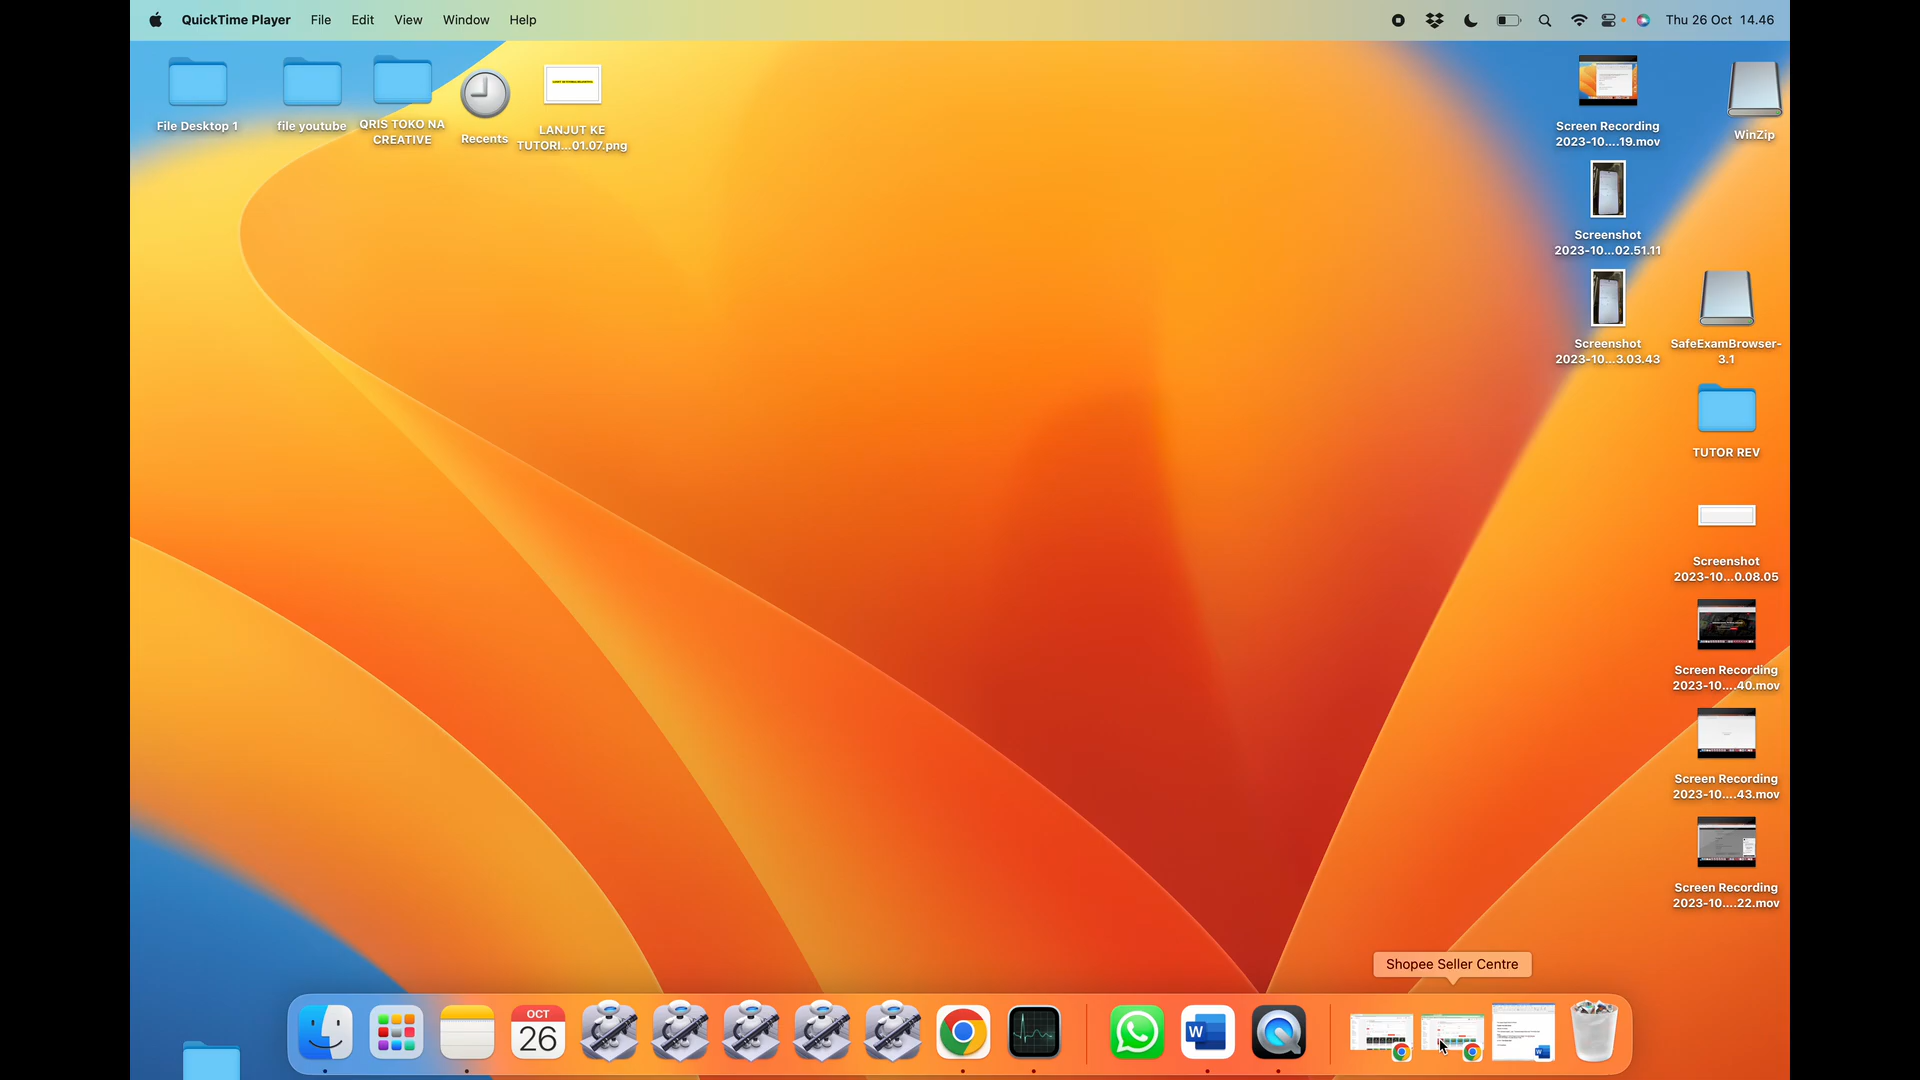 QuickTime Player File Edit View Window Help
Thu 26 Oct 14.46
File Desktop 1
file youtube
QRIS TOKO NA
CREATIVE
Recents
LANJUT KE
TUTORI...01.07.png
Screen Recording
2023-10....19.mov
WinZip
Screenshot
2023-10...02.51.11
Screenshot
2023-10...3.03.43
SafeExamBrowser-
3.1
TUTOR REV
Screenshot
2023-10...0.08.05
Screen Recording
2023-10....40.mov
Screen Recording
2023-10....43.mov
Screen Recording
2023-10....22.mov
Shopee Seller Centre
OCT
26
W